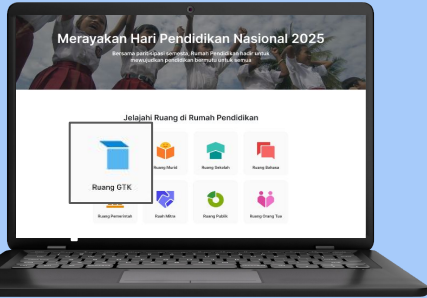 Merayakan Hari Pendidikan Nasional 2025
Bersama partisipasi semesta, Rumah Pendidikan hadir untuk
mewujudkan pendidikan bermutu untuk semua
Jelajahi Ruang di Rumah Pendidikan
Ruang GTK
Ruang Murid
Ruang Sekolah
Ruang Bahasa
Ruang Pemerintah
Ruang Mitra
Ruang Publik
Ruang Orang Tua